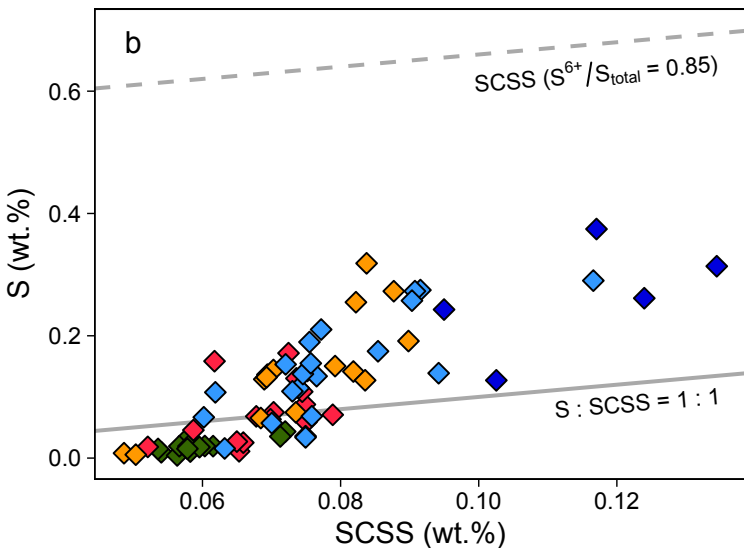 b
SCSS (S⁶⁺/Stotal = 0.85)
0.6
0.4
S (wt.%)
0.2
S : SCSS = 1 : 1
0.0
0.06 0.08 0.10 0.12
SCSS (wt.%)